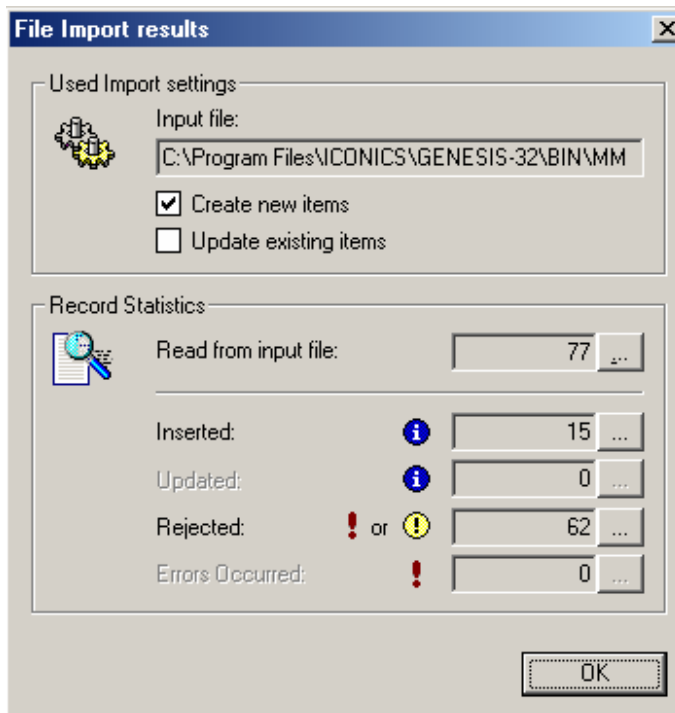 File Import results
Used Import settings
Input file:
C:\Program Files\ICONICS\GENESIS-32\BIN\MM
Create new items
Update existing items
Record Statistics
Read from input file: 77 ...
Inserted: 15 ...
Updated: 0 ...
Rejected: ! or ! 62 ...
Errors Occurred: ! 0 ...
OK